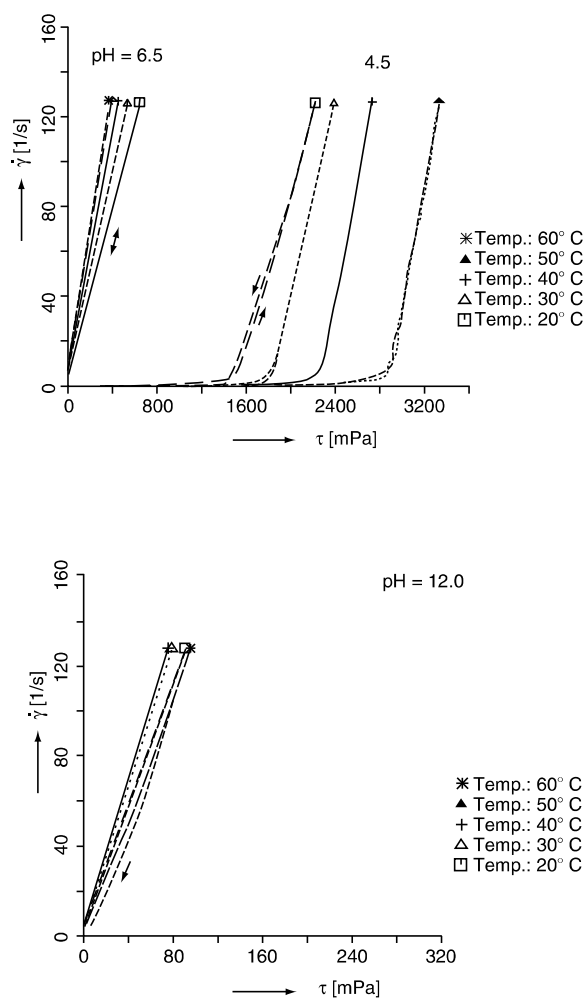 160
pH = 6.5
4.5
120
80
40
0
γ̇ [1/s]
Temp.: 60° C
Temp.: 50° C
Temp.: 40° C
Temp.: 30° C
Temp.: 20° C
0
800
1600
2400
3200
τ [mPa]
160
pH = 12.0
120
80
40
0
γ̇ [1/s]
Temp.: 60° C
Temp.: 50° C
Temp.: 40° C
Temp.: 30° C
Temp.: 20° C
0
80
160
240
320
τ [mPa]